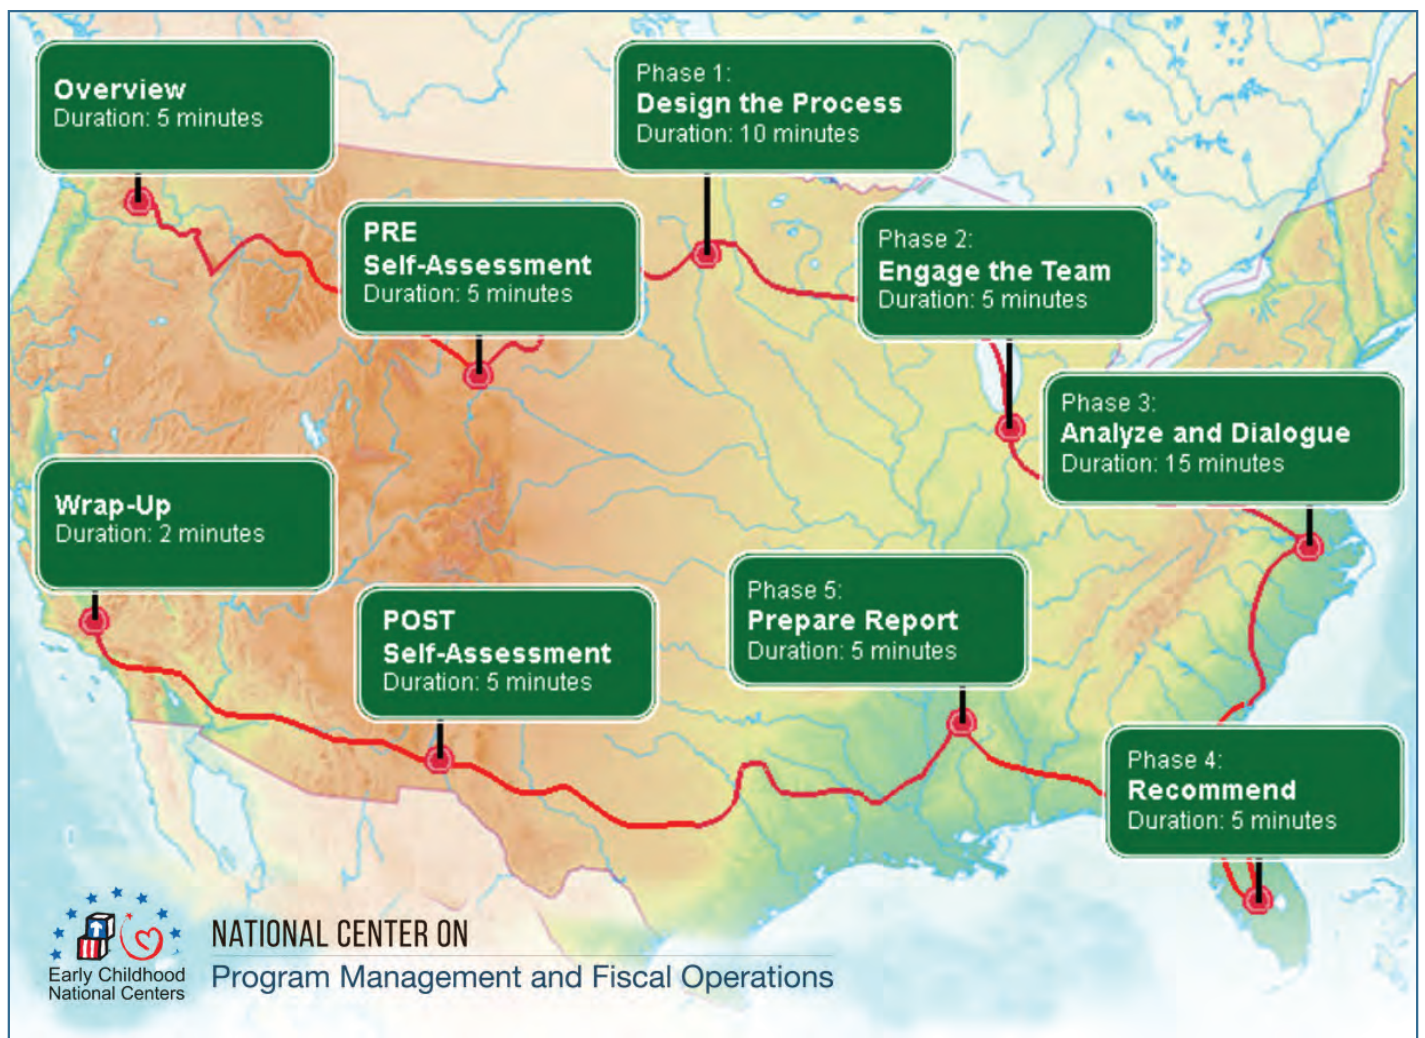 Overview
Duration: 5 minutes
PRE
Self-Assessment
Duration: 5 minutes
Phase 1:
Design the Process
Duration: 10 minutes
Phase 2:
Engage the Team
Duration: 5 minutes
Phase 3:
Analyze and Dialogue
Duration: 15 minutes
Phase 4:
Recommend
Duration: 5 minutes
Phase 5:
Prepare Report
Duration: 5 minutes
POST
Self-Assessment
Duration: 5 minutes
Wrap-Up
Duration: 2 minutes
Early Childhood
National Centers
NATIONAL CENTER ON
Program Management and Fiscal Operations